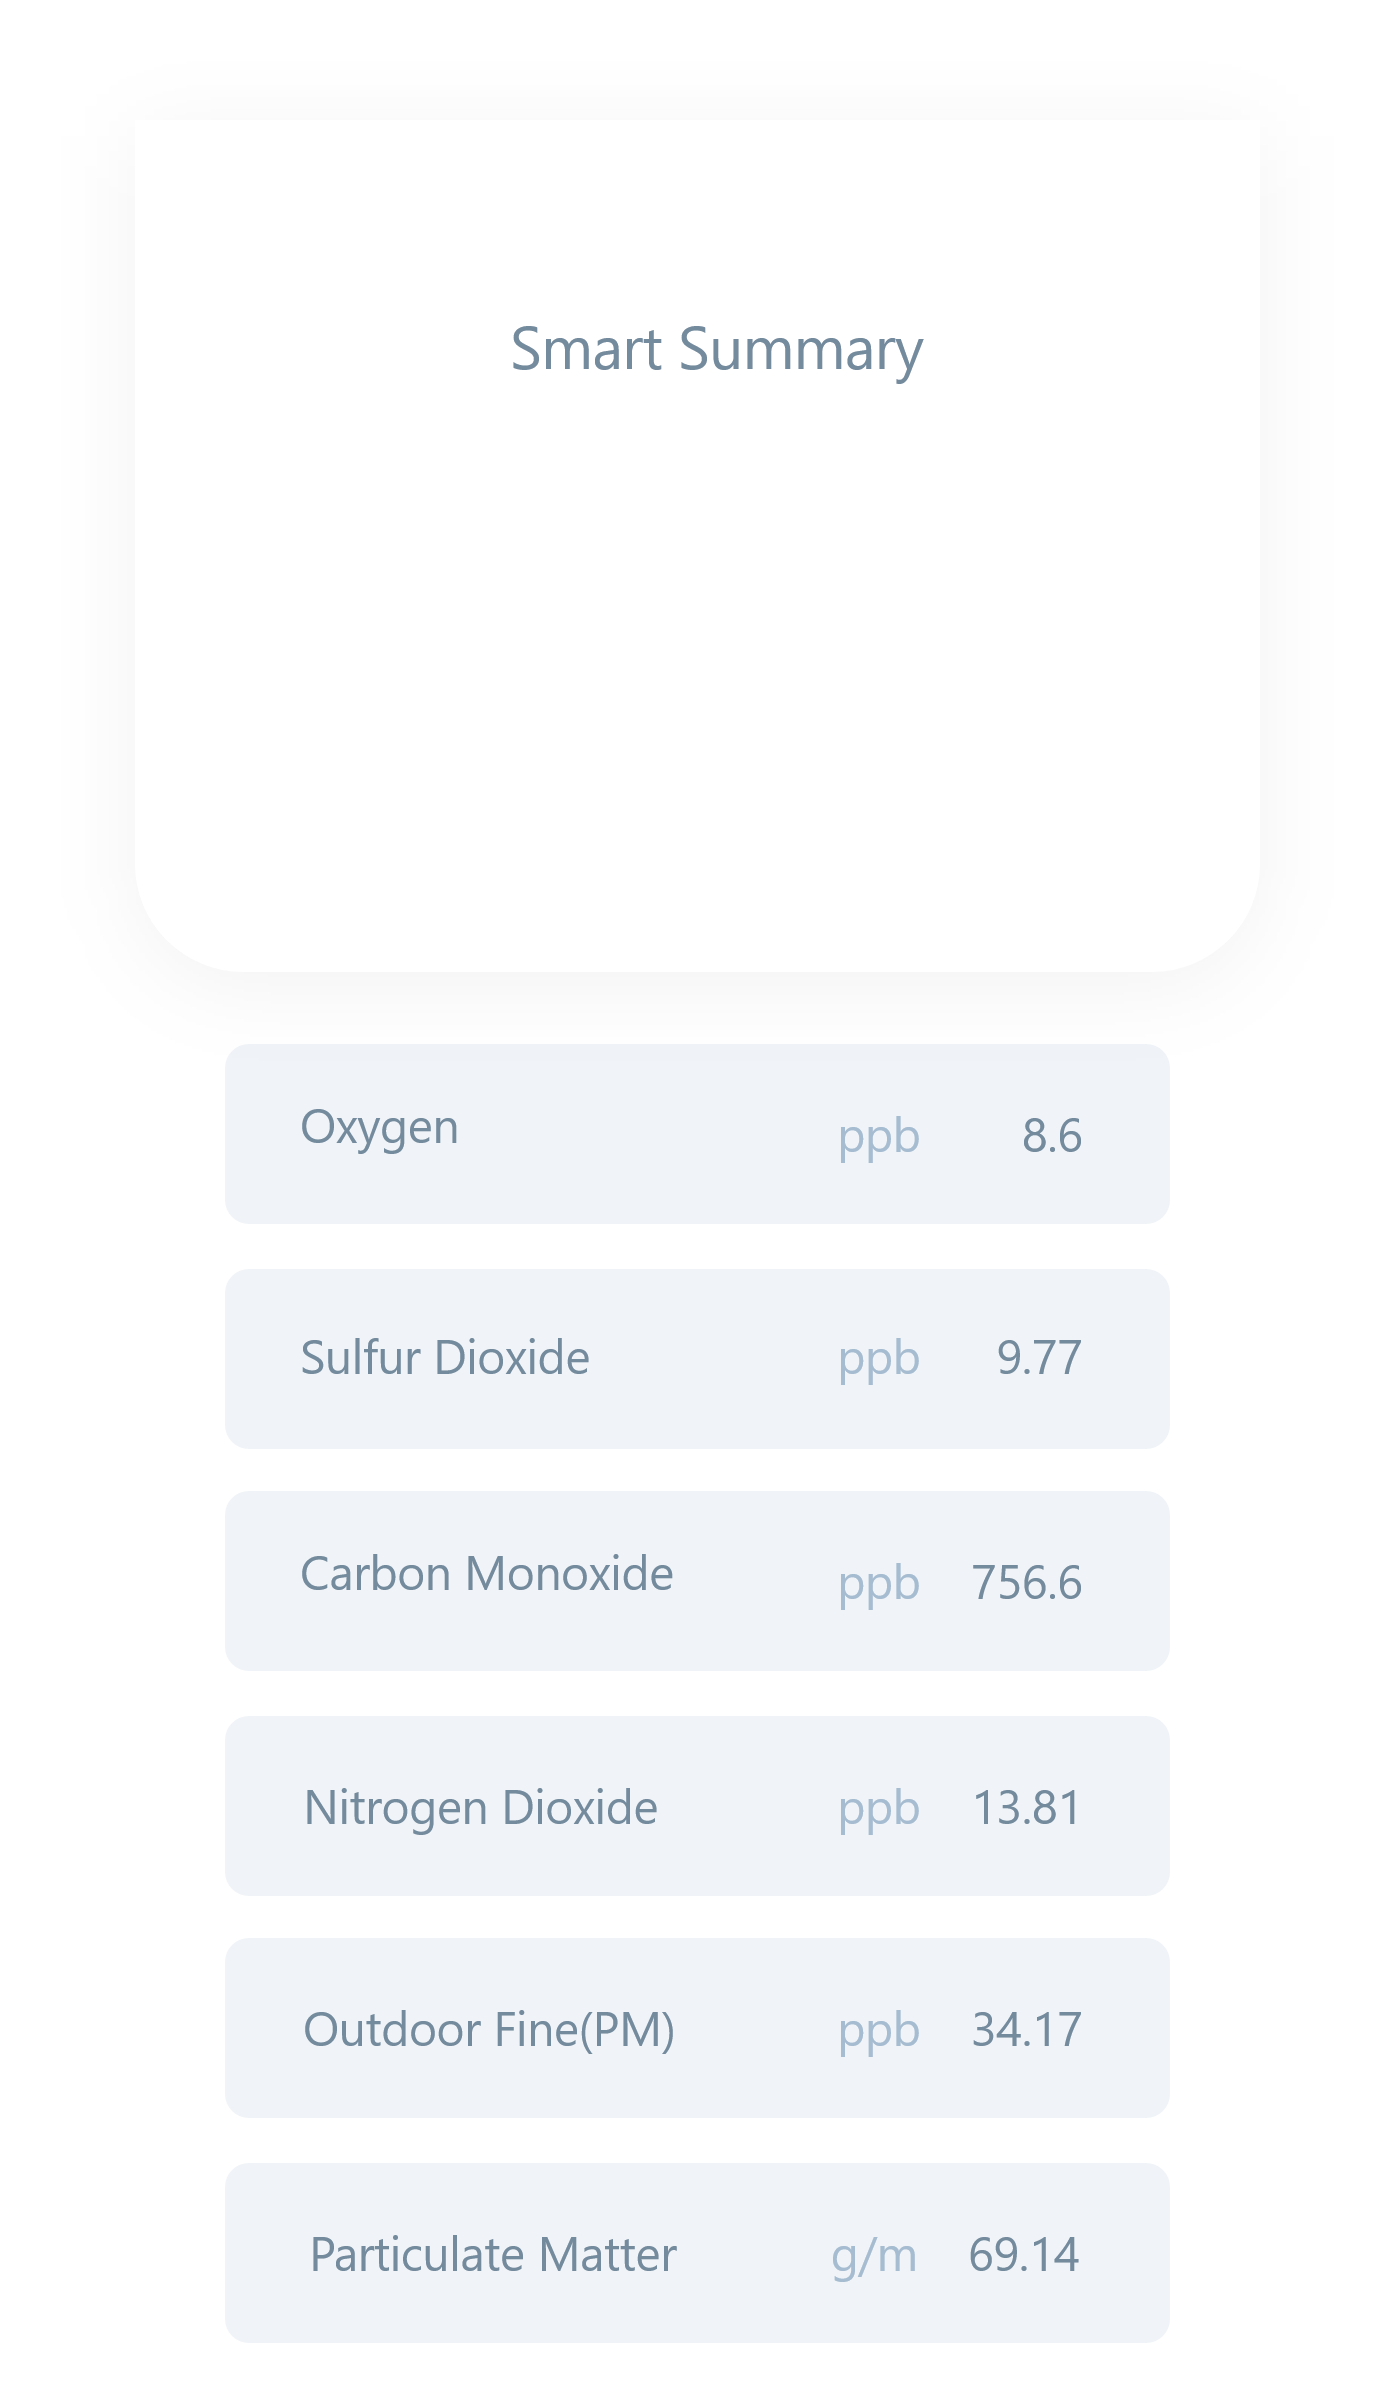 Smart Summary
Oxygen ppb 8.6
Sulfur Dioxide ppb 9.77
Carbon Monoxide ppb 756.6
Nitrogen Dioxide ppb 13.81
Outdoor Fine(PM) ppb 34.17
Particulate Matter g/m 69.14